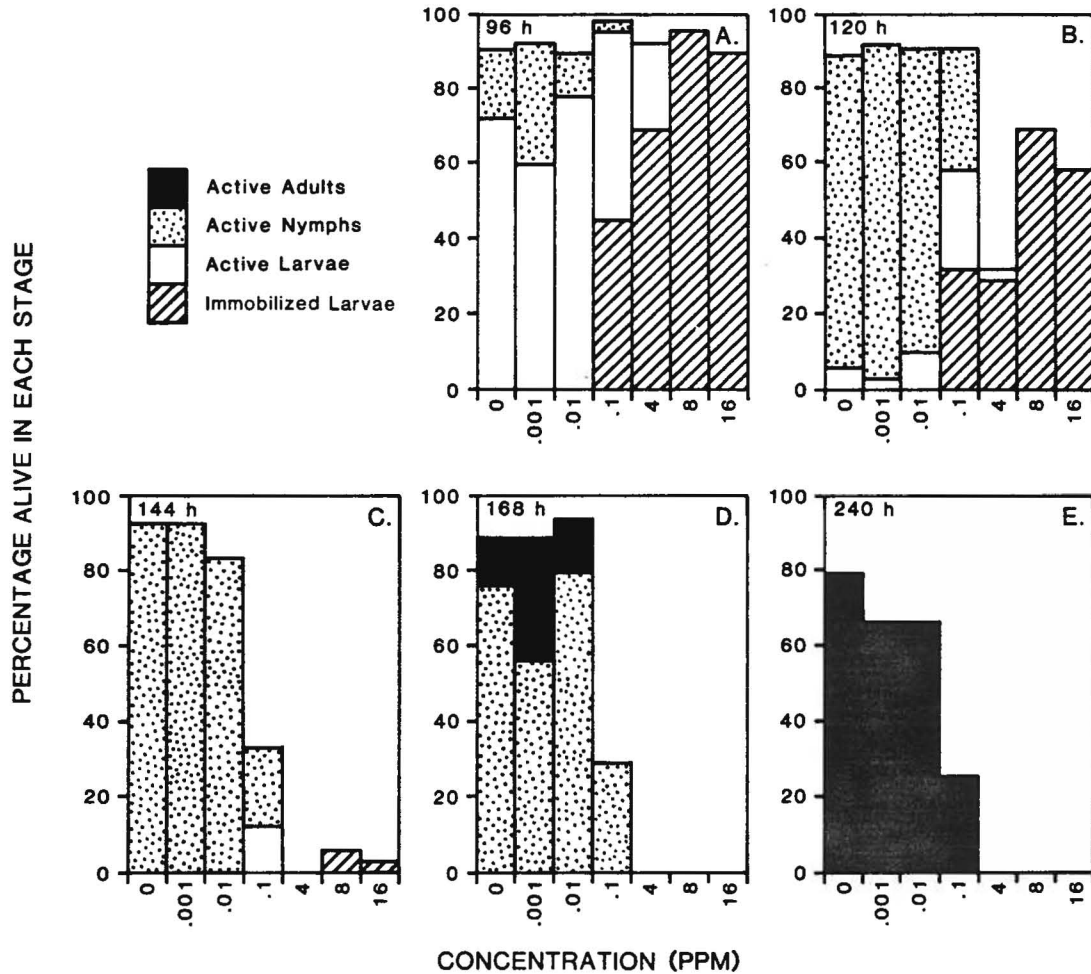 96 h
A.
100
80
60
40
20
0
0 .001 .01 .1 4 8 16
120 h
B.
100
80
60
40
20
0
0 .001 .01 .1 4 8 16
Active Adults
Active Nymphs
Active Larvae
Immobilized Larvae
PERCENTAGE ALIVE IN EACH STAGE
144 h
C.
100
80
60
40
20
0
0 .001 .01 .1 4 8 16
168 h
D.
100
80
60
40
20
0
0 .001 .01 .1 4 8 16
240 h
E.
100
80
60
40
20
0
0 .001 .01 .1 4 8 16
CONCENTRATION (PPM)